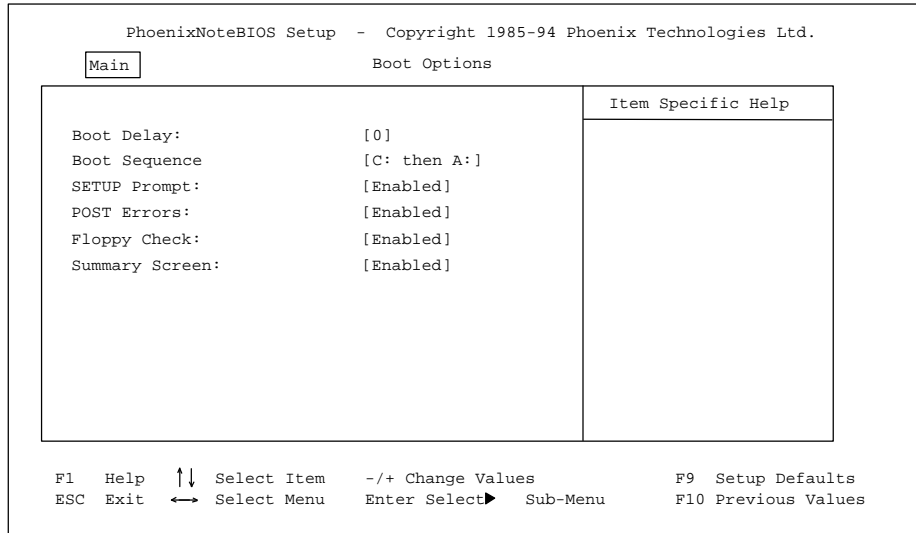 PhoenixNoteBIOS Setup - Copyright 1985-94 Phoenix Technologies Ltd.
Main Boot Options
Item Specific Help
Boot Delay: [0]
Boot Sequence [C: then A:]
SETUP Prompt: [Enabled]
POST Errors: [Enabled]
Floppy Check: [Enabled]
Summary Screen: [Enabled]
F1 Help ↑↓ Select Item -/+ Change Values F9 Setup Defaults
ESC Exit ↔ Select Menu Enter Select▶ Sub-Menu F10 Previous Values